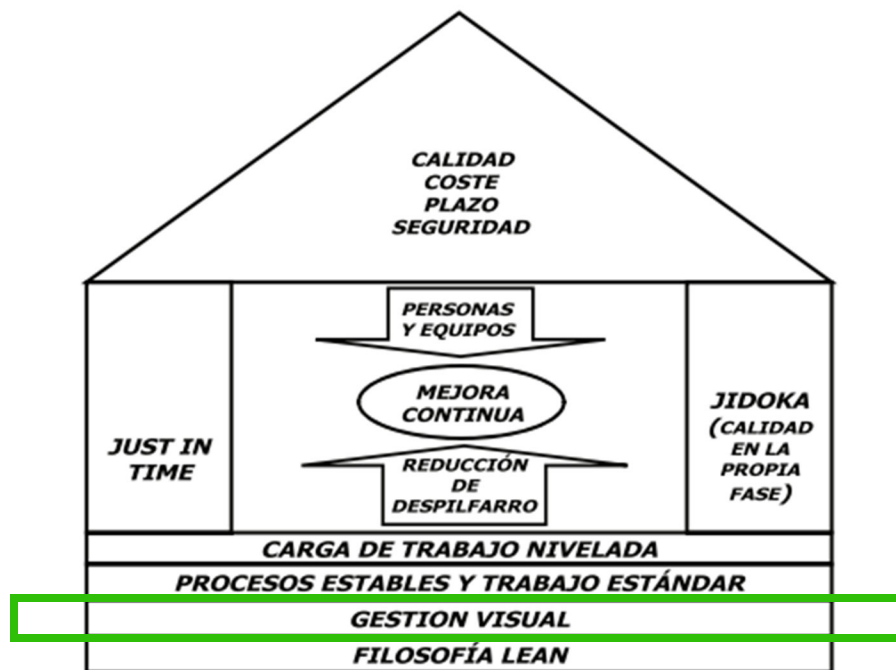 CALIDAD
COSTE
PLAZO
SEGURIDAD
PERSONAS
Y EQUIPOS
MEJORA
CONTINUA
REDUCCIÓN
DE
DESPILFARRO
JUST IN
TIME
JIDOKA
(CALIDAD
EN LA
PROPIA
FASE)
CARGA DE TRABAJO NIVELADA
PROCESOS ESTABLES Y TRABAJO ESTÁNDAR
GESTION VISUAL
FILOSOFÍA LEAN